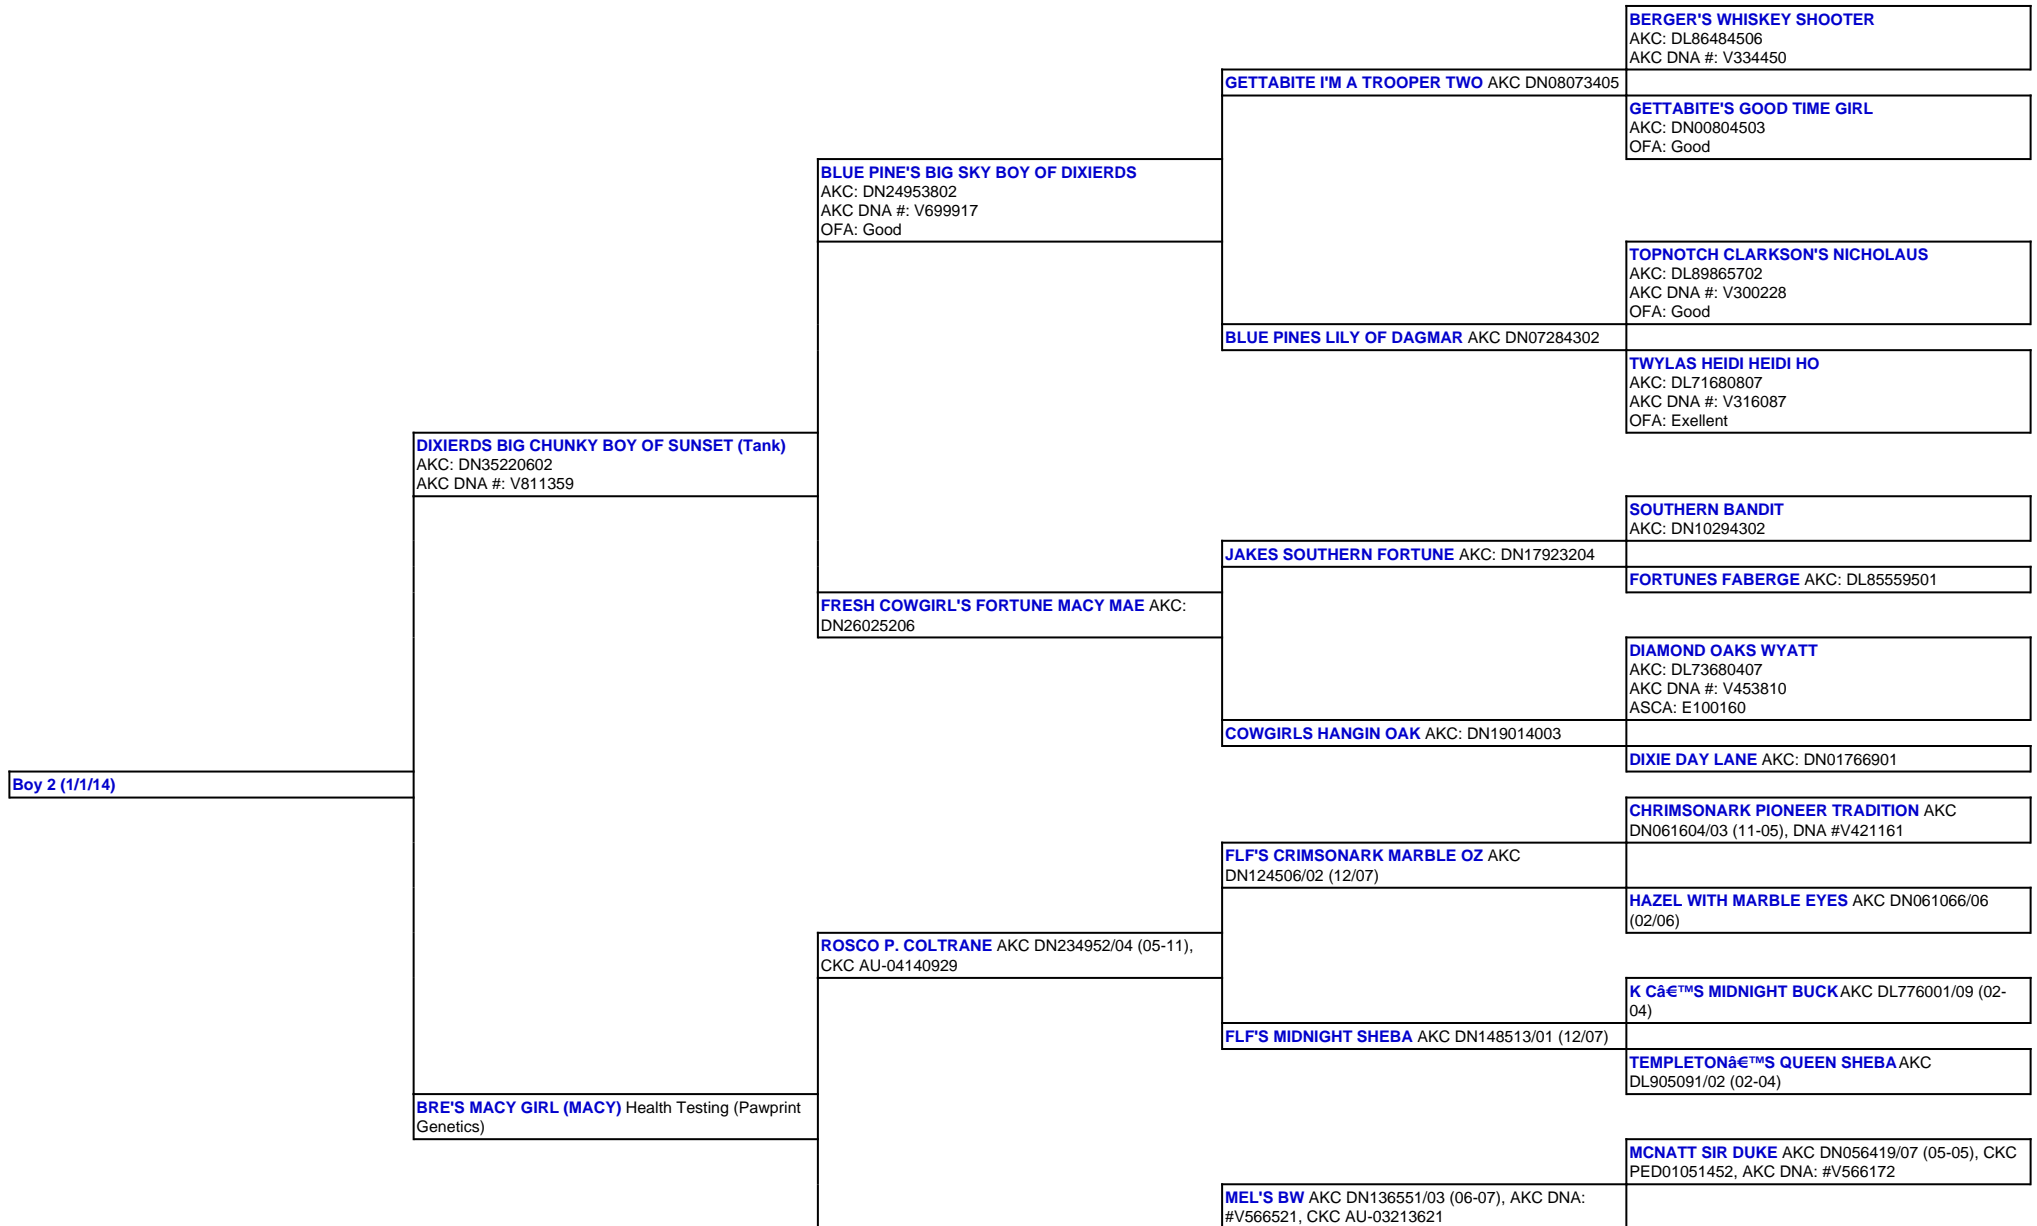 BERGER'S WHISKEY SHOOTER
AKC: DL86484506
AKC DNA #: V334450
GETTABITE I'M A TROOPER TWO AKC DN08073405
GETTABITE'S GOOD TIME GIRL
AKC: DN00804503
OFA: Good
BLUE PINE'S BIG SKY BOY OF DIXIERDS
AKC: DN24953802
AKC DNA #: V699917
OFA: Good
TOPNOTCH CLARKSON'S NICHOLAUS
AKC: DL89865702
AKC DNA #: V300228
OFA: Good
BLUE PINES LILY OF DAGMAR AKC DN07284302
TWYLAS HEIDI HEIDI HO
AKC: DL71680807
AKC DNA #: V316087
OFA: Exellent
DIXIERDS BIG CHUNKY BOY OF SUNSET (Tank)
AKC: DN35220602
AKC DNA #: V811359
SOUTHERN BANDIT
AKC: DN10294302
JAKES SOUTHERN FORTUNE AKC: DN17923204
FORTUNES FABERGE AKC: DL85559501
FRESH COWGIRL'S FORTUNE MACY MAE AKC:
DN26025206
DIAMOND OAKS WYATT
AKC: DL73680407
AKC DNA #: V453810
ASCA: E100160
COWGIRLS HANGIN OAK AKC: DN19014003
DIXIE DAY LANE AKC: DN01766901
Boy 2 (1/1/14)
CHRIMSONARK PIONEER TRADITION AKC
DN061604/03 (11-05), DNA #V421161
FLF'S CRIMSONARK MARBLE OZ AKC
DN124506/02 (12/07)
HAZEL WITH MARBLE EYES AKC DN061066/06
(02/06)
ROSCO P. COLTRANE AKC DN234952/04 (05-11),
CKC AU-04140929
K Câ€™S MIDNIGHT BUCK AKC DL776001/09 (02-
04)
FLF'S MIDNIGHT SHEBA AKC DN148513/01 (12/07)
TEMPLETONâ€™S QUEEN SHEBA AKC
DL905091/02 (02-04)
BRE'S MACY GIRL (MACY) Health Testing (Pawprint
Genetics)
MCNATT SIR DUKE AKC DN056419/07 (05-05), CKC
PED01051452, AKC DNA: #V566172
MEL'S BW AKC DN136551/03 (06-07), AKC DNA:
#V566521, CKC AU-03213621